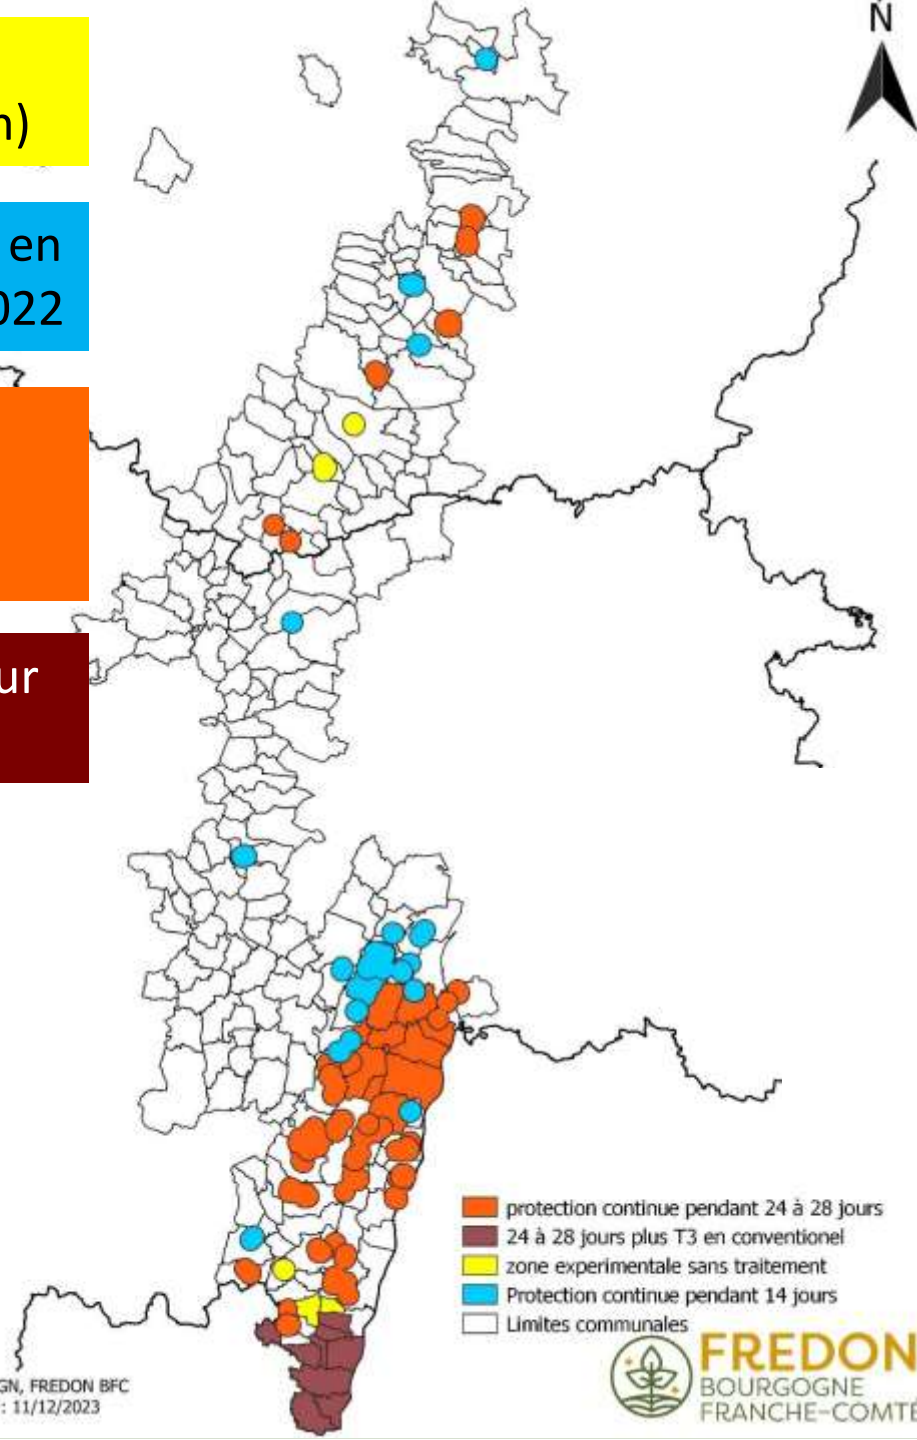 N
n)
en
022
ur
protection continue pendant 24 à 28 jours
24 à 28 jours plus T3 en conventionel
zone experimentale sans traitement
Protection continue pendant 14 jours
Limites communales
FREDON
BOURGOGNE
FRANCHE-COMTÉ
GN, FREDON BFC
: 11/12/2023